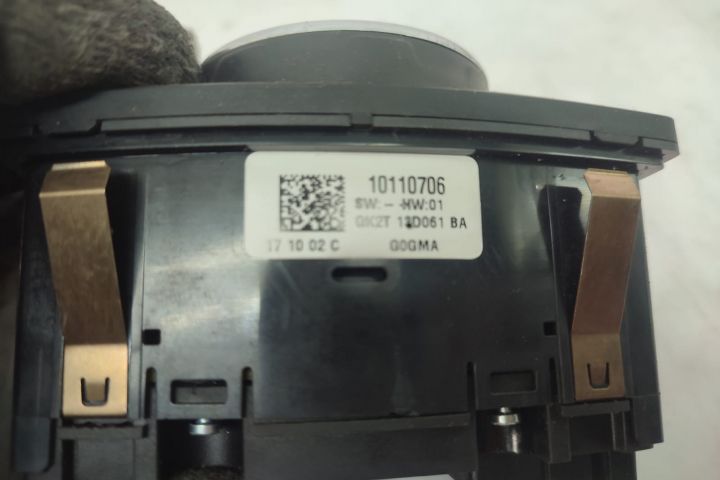 10110706
SW: - HW:01
GK2T 13D061 BA
17 10 02 C G0GMA